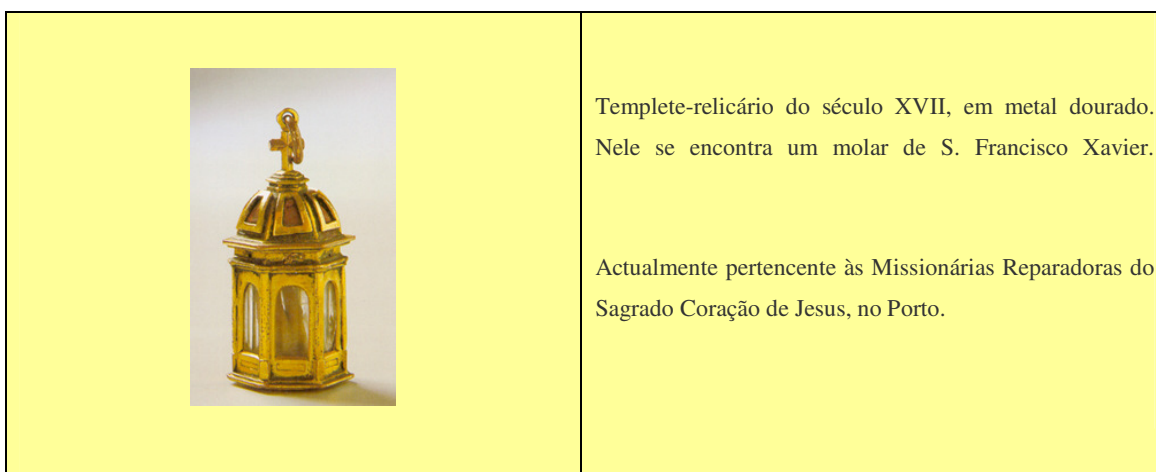 Templete-relicário do século XVII, em metal dourado.
Nele se encontra um molar de S. Francisco Xavier.
Actualmente pertencente às Missionárias Reparadoras do
Sagrado Coração de Jesus, no Porto.